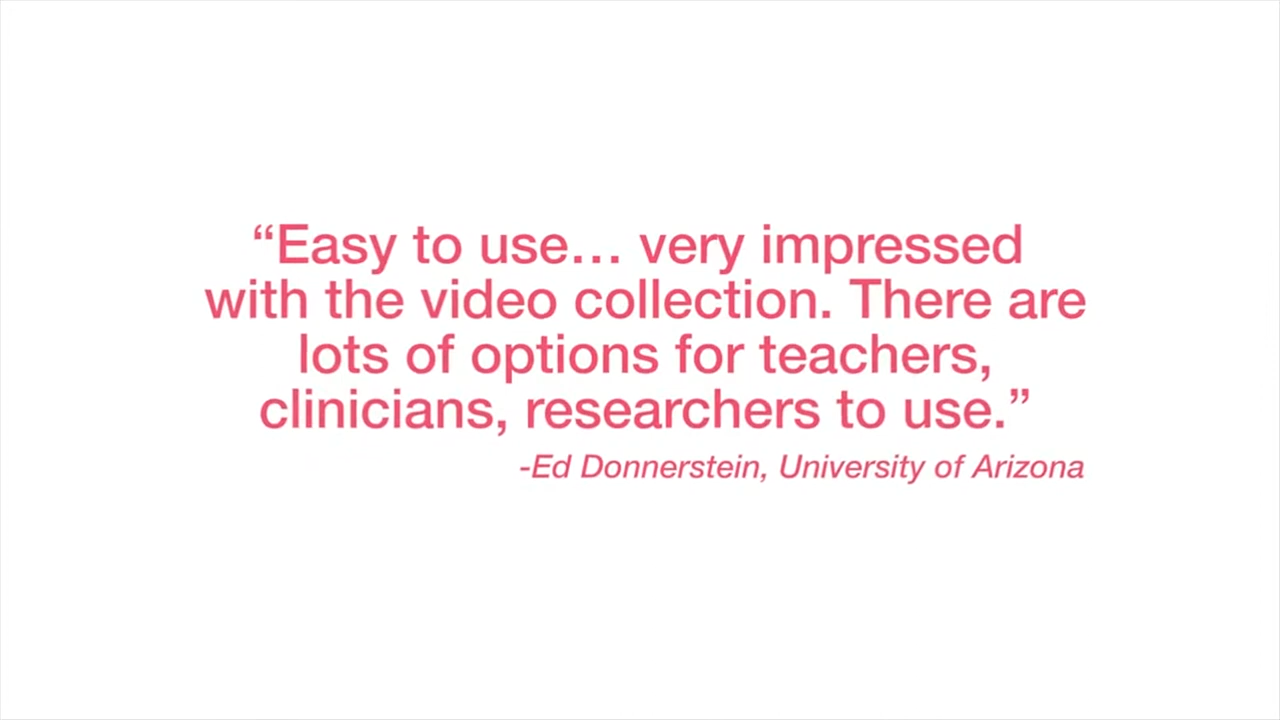 “Easy to use… very impressed
with the video collection. There are
lots of options for teachers,
clinicians, researchers to use.”
-Ed Donnerstein, University of Arizona